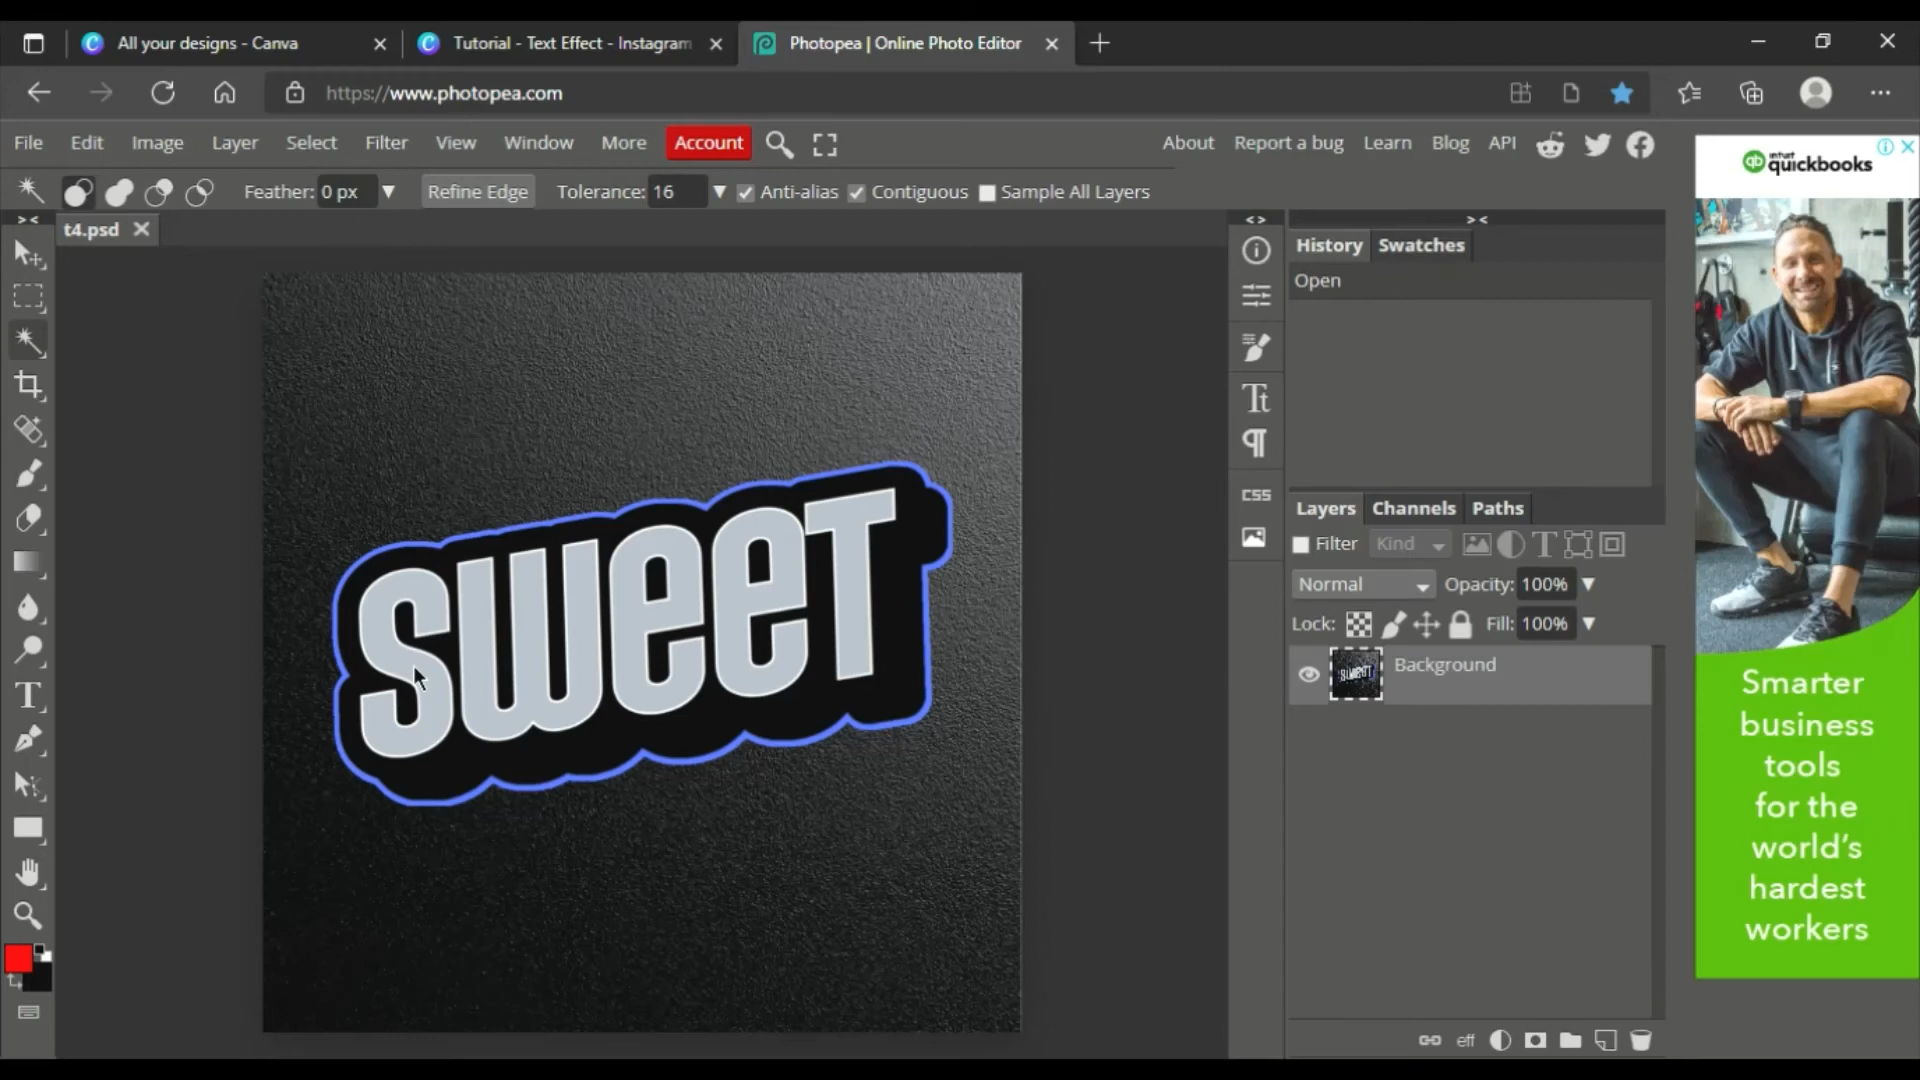 All your designs - Canva
Tutorial - Text Effect - Instagram
Photopea | Online Photo Editor
https://www.photopea.com
File Edit Image Layer Select Filter View Window More Account
About Report a bug Learn Blog API
Feather: 0 px Refine Edge Tolerance: 16 Anti-alias Contiguous Sample All Layers
t4.psd
History Swatches
Open
CSS
Layers Channels Paths
Filter Kind
Normal Opacity: 100%
Lock: Fill: 100%
Background
eff
SWEET
intuit
qb quickbooks
Smarter
business
tools
for the
world's
hardest
workers